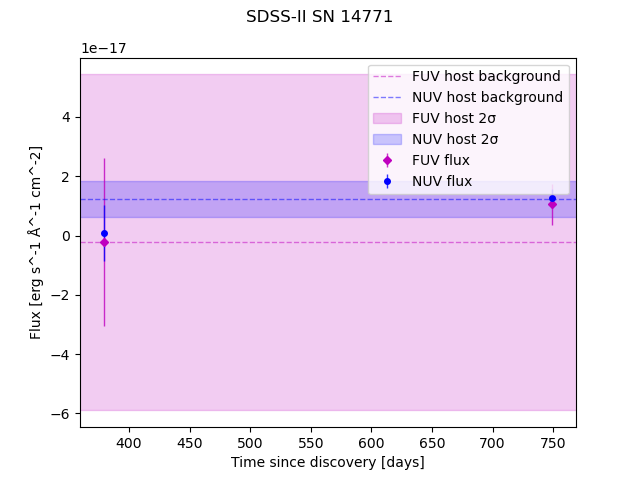 SDSS-II SN 14771
1e−17
FUV host background
NUV host background
FUV host 2σ
NUV host 2σ
FUV flux
NUV flux
4
2
0
−2
−4
−6
Flux [erg s^-1 Å^-1 cm^-2]
400
450
500
550
600
650
700
750
Time since discovery [days]